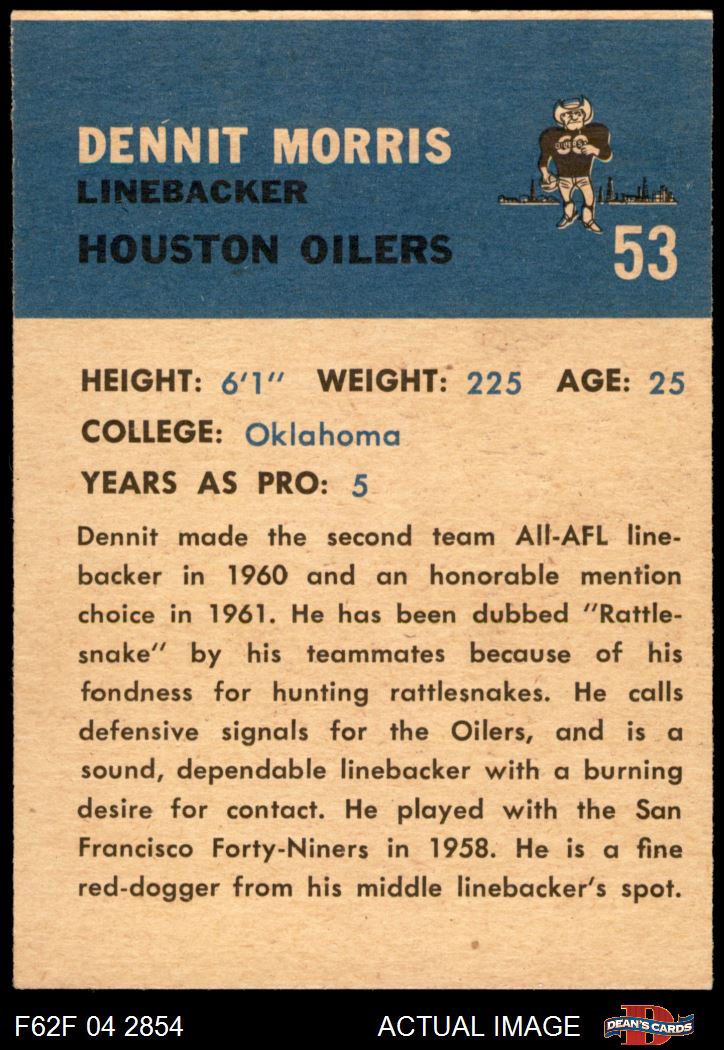 DENNIT MORRIS
LINEBACKER
HOUSTON OILERS
OILERS
53
HEIGHT: 6'1" WEIGHT: 225 AGE: 25
COLLEGE: Oklahoma
YEARS AS PRO: 5
Dennit made the second team All-AFL line-
backer in 1960 and an honorable mention
choice in 1961. He has been dubbed "Rattle-
snake" by his teammates because of his
fondness for hunting rattlesnakes. He calls
defensive signals for the Oilers, and is a
sound, dependable linebacker with a burning
desire for contact. He played with the San
Francisco Forty-Niners in 1958. He is a fine
red-dogger from his middle linebacker's spot.
F62F 04 2854 ACTUAL IMAGE D DEAN'S CARDS